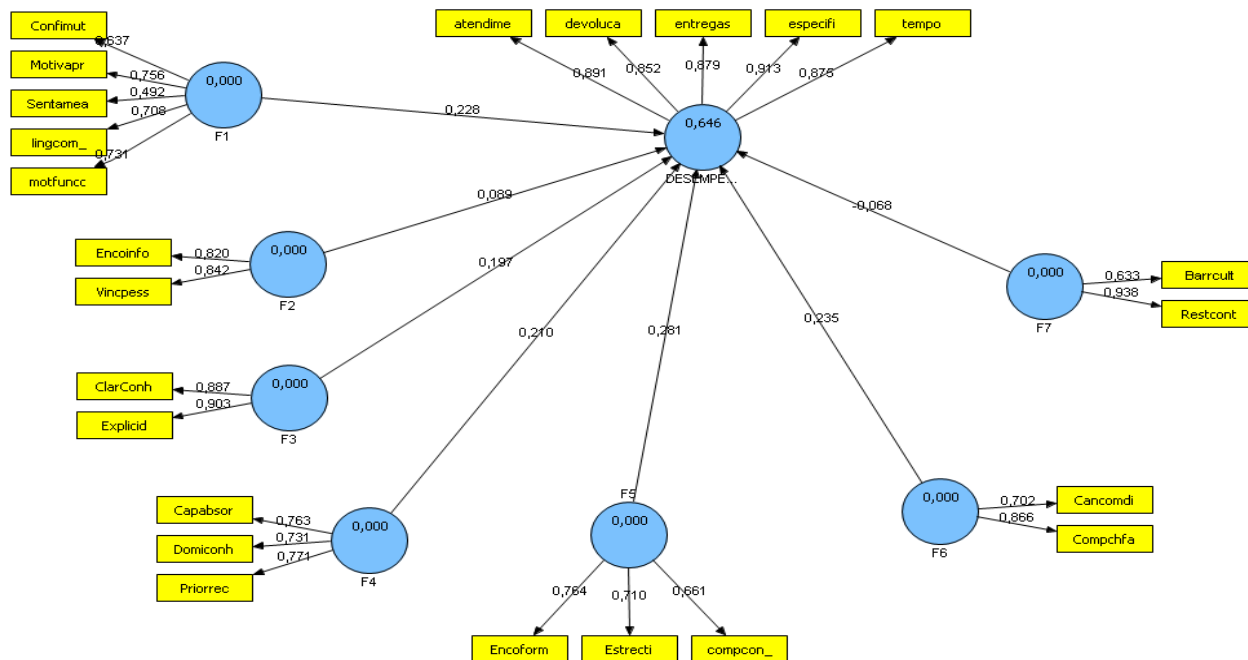 Confimut
Motivapr
Sentamea
lingcom_
motfuncc
0,637
0,756
0,492
0,708
0,731
0,000
F1
0,228
atendime
devoluca
entregas
especifi
tempo
0,891
0,852
0,879
0,913
0,875
0,646
DESEMPE...
Encoinfo
Vincpess
0,820
0,842
0,000
F2
0,089
ClarConh
Explicid
0,887
0,903
0,000
F3
0,197
Capabsor
Domiconh
Priorrec
0,763
0,731
0,771
0,000
F4
0,210
F5
0,000
0,281
0,764
0,710
0,661
Encoform
Estrecti
compcon_
0,235
0,000
F6
0,702
0,866
Cancomdi
Compchfa
-0,068
0,000
F7
0,633
0,938
Barrcult
Restcont